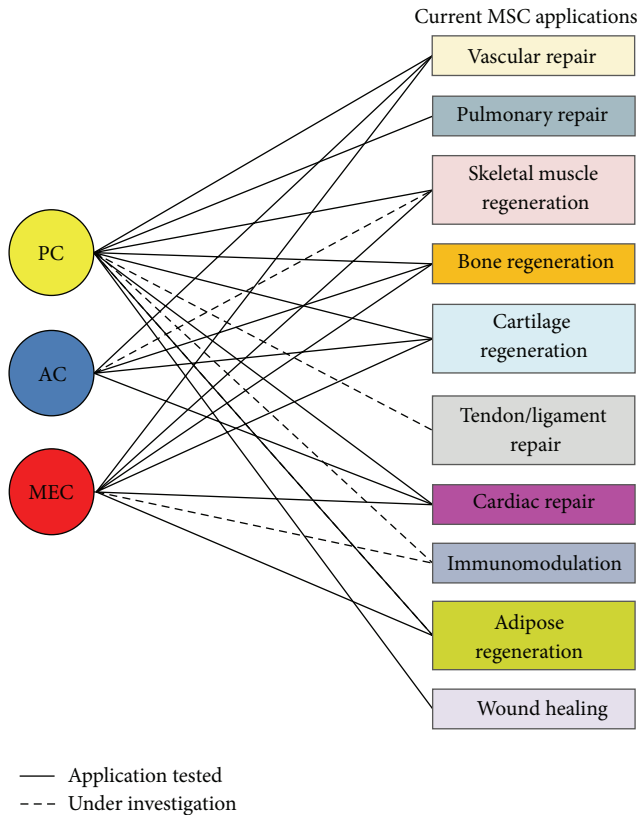 Current MSC applications
Vascular repair
Pulmonary repair
Skeletal muscle
regeneration
PC
Bone regeneration
Cartilage
regeneration
AC
Tendon/ligament
repair
MEC
Cardiac repair
Immunomodulation
Adipose
regeneration
Wound healing
Application tested
Under investigation